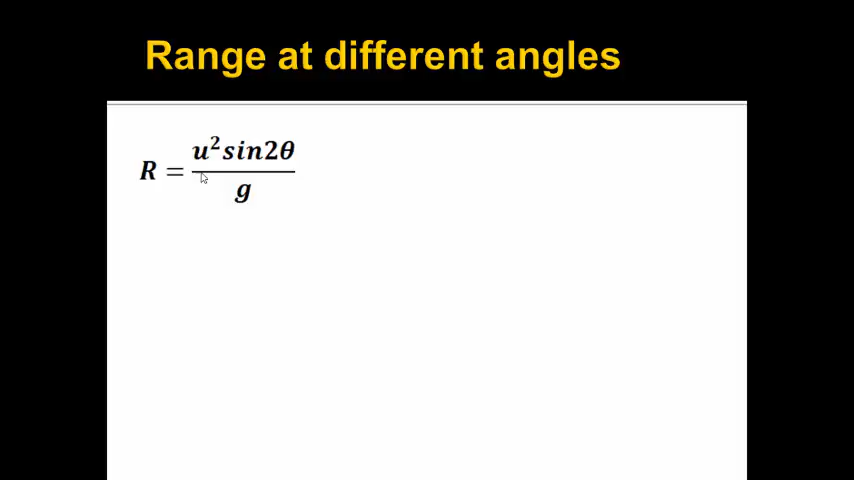 Range at different angles
R = u²sin2θ / g